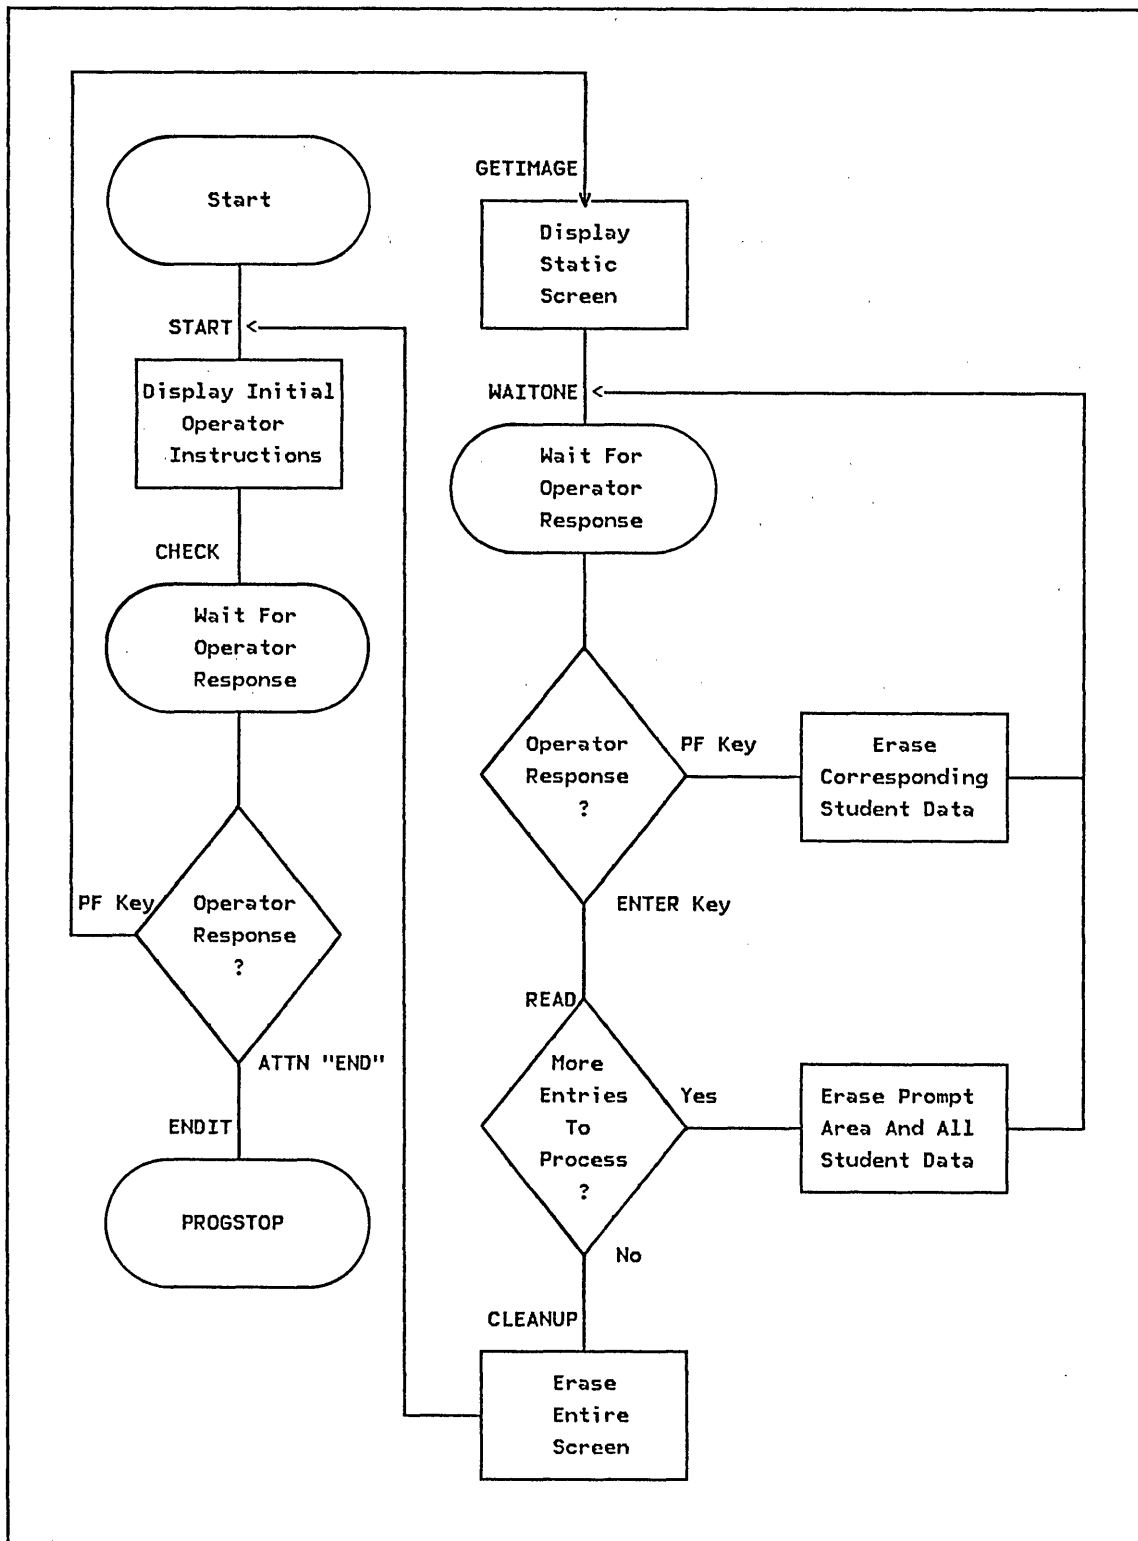 Start
START
Display Initial
Operator
Instructions
CHECK
Wait For
Operator
Response
PF Key
Operator
Response
?
ATTN "END"
ENDIT
PROGSTOP
GETIMAGE
Display
Static
Screen
WAITONE
Wait For
Operator
Response
Operator
Response
?
PF Key
Erase
Corresponding
Student Data
ENTER Key
READ
More
Entries
To
Process
?
Yes
Erase Prompt
Area And All
Student Data
No
CLEANUP
Erase
Entire
Screen